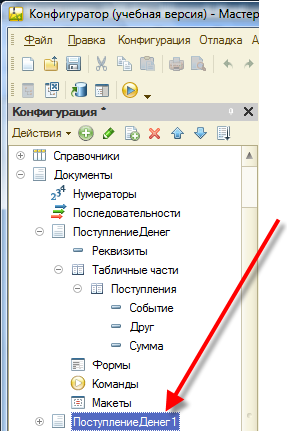 Конфигуратор (учебная версия) - Мастер
Файл Правка Конфигурация Отладка А
Конфигурация *
Действия
Справочники
Документы
Нумераторы
Последовательности
ПоступлениеДенег
Реквизиты
Табличные части
Поступления
Событие
Друг
Сумма
Формы
Команды
Макеты
ПоступлениеДенег1